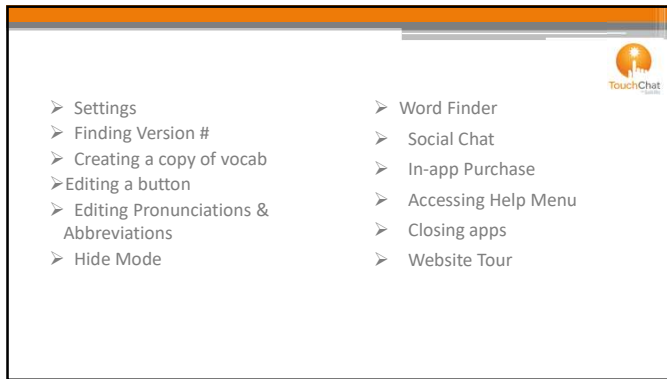 TouchChat
➢ Settings
➢ Finding Version #
➢ Creating a copy of vocab
➢Editing a button
➢ Editing Pronunciations &
Abbreviations
➢ Hide Mode
➢ Word Finder
➢ Social Chat
➢ In-app Purchase
➢ Accessing Help Menu
➢ Closing apps
➢ Website Tour